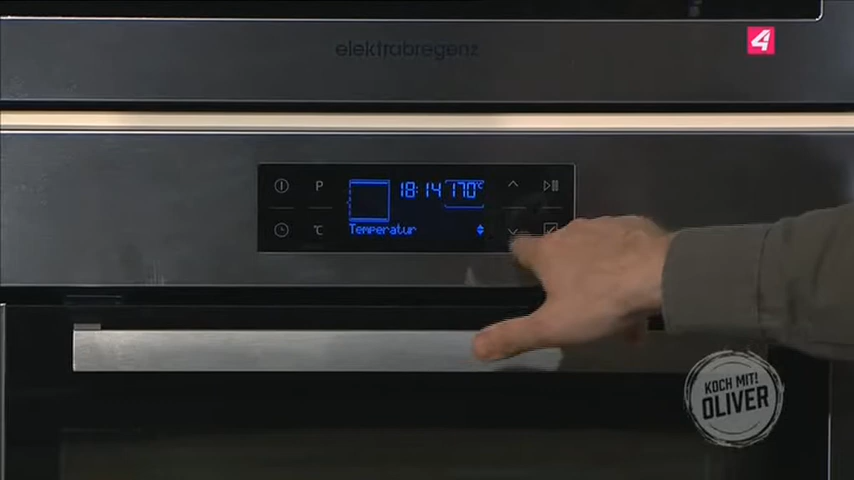 elektrabregenz
4
P
18:14 170°C
Temperatur
°C
KOCH MIT!
OLIVER